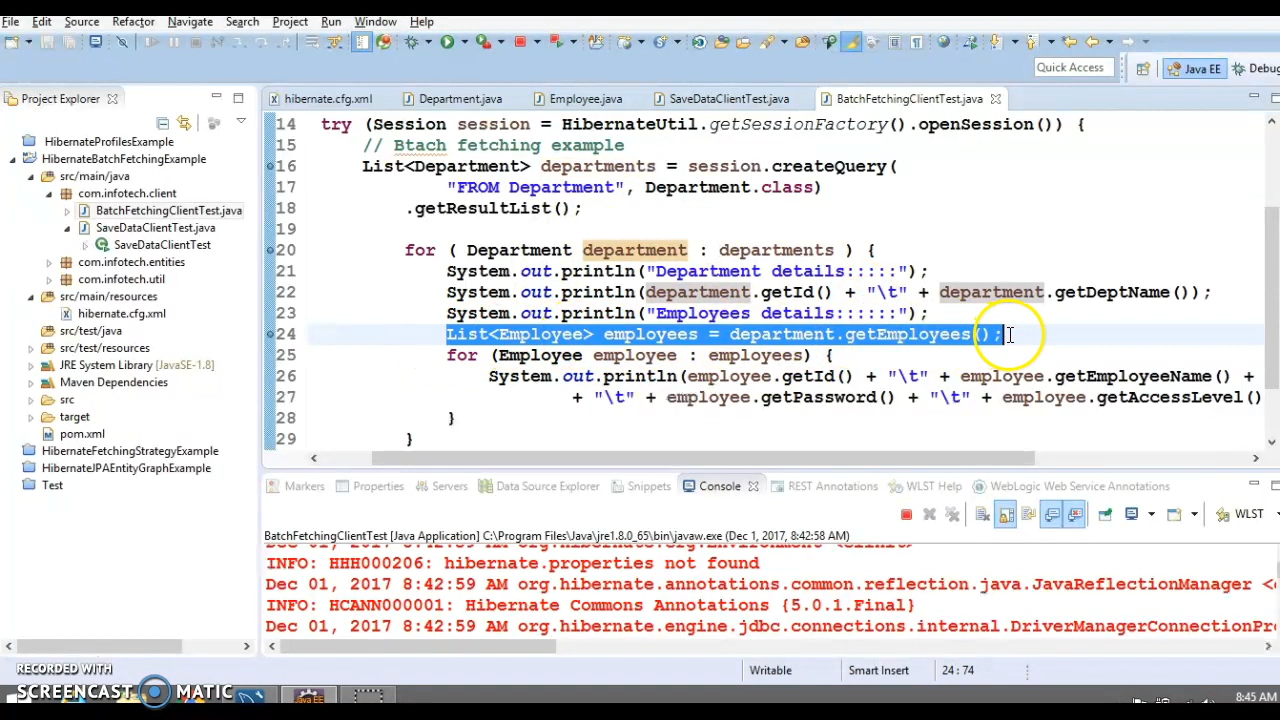 File Edit Source Refactor Navigate Search Project Run Window Help
Quick Access
Java EE
Debug
Project Explorer
hibernate.cfg.xml
Department.java
Employee.java
SaveDataClientTest.java
BatchFetchingClientTest.java
HibernateProfilesExample
HibernateBatchFetchingExample
src/main/java
com.infotech.client
BatchFetchingClientTest.java
SaveDataClientTest.java
SaveDataClientTest
com.infotech.entities
com.infotech.util
src/main/resources
hibernate.cfg.xml
src/test/java
JRE System Library [JavaSE-1.8]
Maven Dependencies
src
target
pom.xml
HibernateFetchingStrategyExample
HibernateJPAEntityGraphExample
Test
14 try (Session session = HibernateUtil.getSessionFactory().openSession()) {
15 // Btach fetching example
16 List<Department> departments = session.createQuery(
17 "FROM Department", Department.class)
18 .getResultList();
19
20 for ( Department department : departments ) {
21 System.out.println("Department details:::::");
22 System.out.println(department.getId() + "\t" + department.getDeptName());
23 System.out.println("Employees details::::::");
24 List<Employee> employees = department.getEmployees();
25 for (Employee employee : employees) {
26 System.out.println(employee.getId() + "\t" + employee.getEmployeeName() +
27 + "\t" + employee.getPassword() + "\t" + employee.getAccessLevel()
28 }
29 }
Markers Properties Servers Data Source Explorer Snippets Console REST Annotations WLST Help WebLogic Web Service Annotations
WLST
BatchFetchingClientTest [Java Application] C:\Program Files\Java\jre1.8.0_65\bin\javaw.exe (Dec 1, 2017, 8:42:58 AM)
INFO: HHH000206: hibernate.properties not found
Dec 01, 2017 8:42:59 AM org.hibernate.annotations.common.reflection.java.JavaReflectionManager <
INFO: HCANN000001: Hibernate Commons Annotations {5.0.1.Final}
Dec 01, 2017 8:42:59 AM org.hibernate.engine.jdbc.connections.internal.DriverManagerConnectionPr
Writable
Smart Insert
24 : 74
RECORDED WITH
SCREENCAST MATIC
8:45 AM